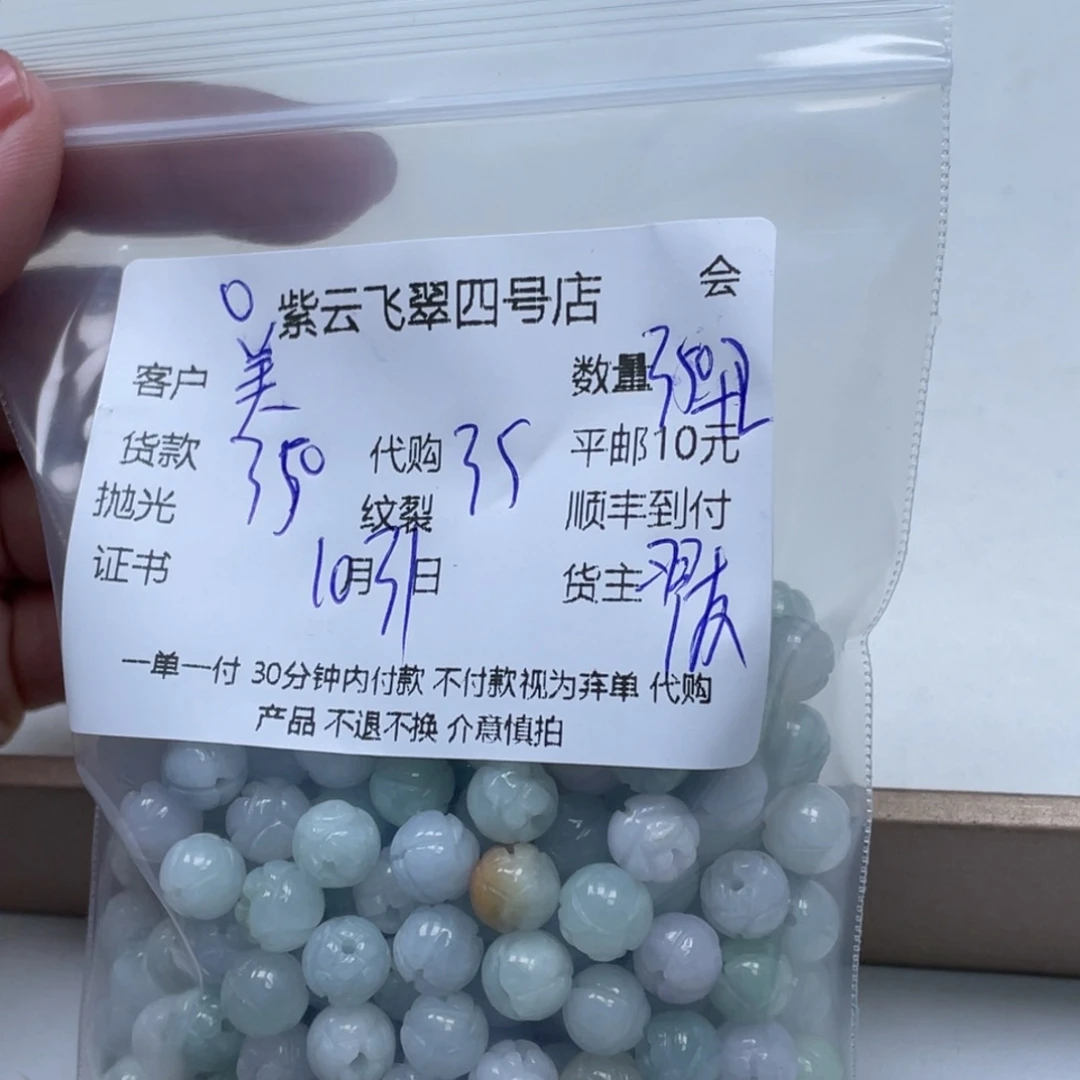 会
O 紫云飞翠四号店
客户 美 数量 350
货款 350 代购 35 平邮10元
抛光 纹裂 顺丰到付
证书 10月31日 货主
一单一付 30分钟内付款 不付款视为弃单 代购
产品 不退不换 介意慎拍